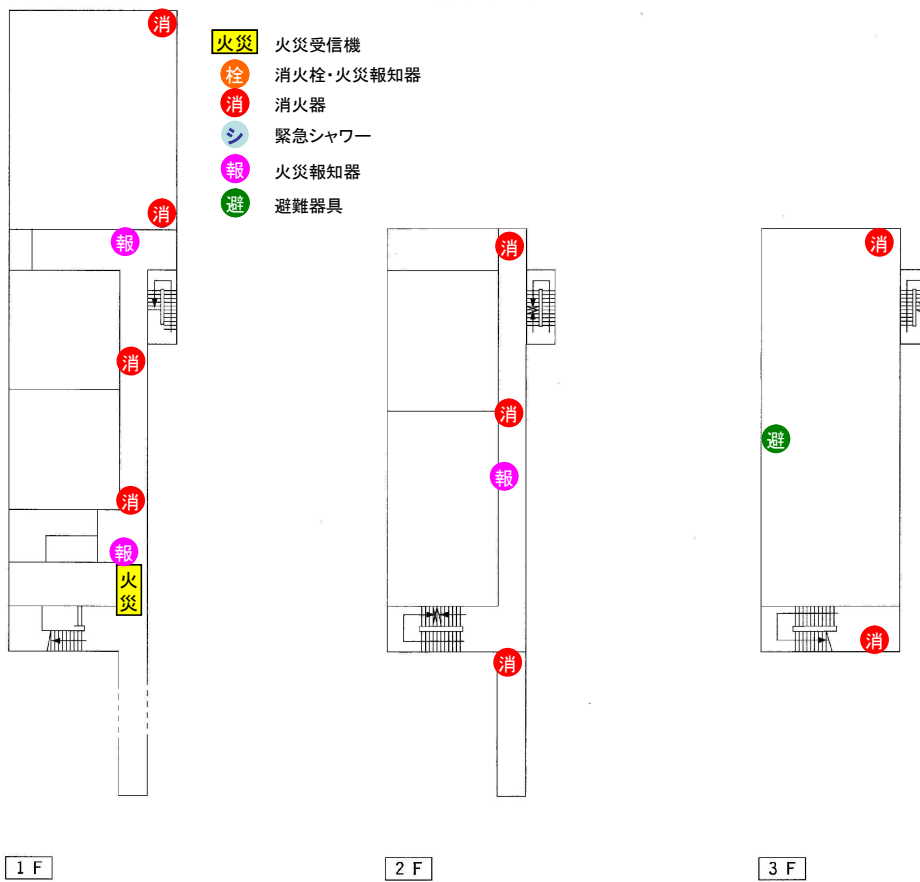 消
火災 火災受信機
栓 消火栓・火災報知器
消 消火器
シ 緊急シャワー
報 火災報知器
避 避難器具
消
報
消
消
報
火災
消
消
報
消
消
避
消
1 F
2 F
3 F